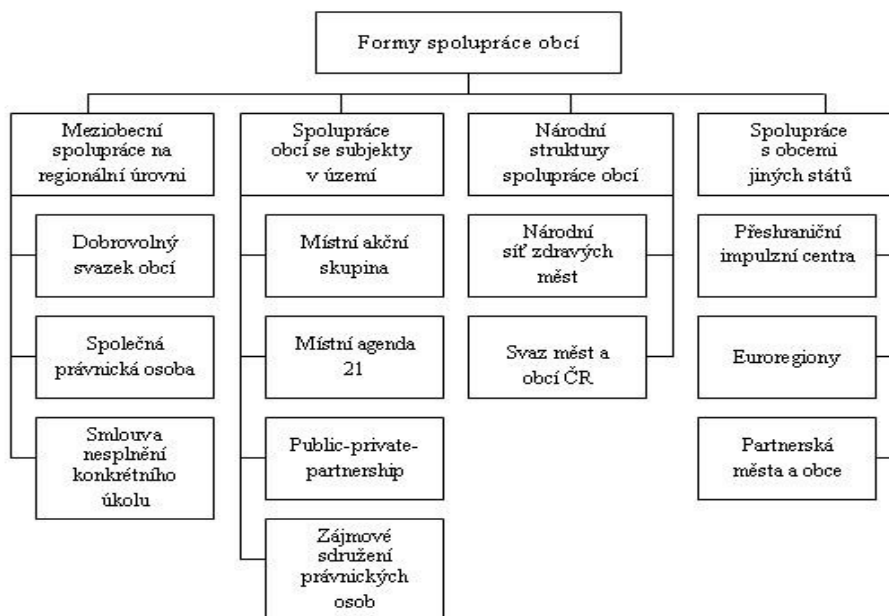 Formy spolupráce obcí
Meziobecní
spolupráce na
regionální úrovni
Dobrovolný
svazek obcí
Společná
právnická osoba
Smlouva
nesplnění
konkrétního
úkolu
Spolupráce
obcí se subjekty
v území
Místní akční
skupina
Místní agenda
21
Public-private-
partnership
Zájmové
sdružení
právnických
osob
Národní
struktury
spolupráce obcí
Národní
síť zdravých
měst
Svaz měst a
obcí ČR
Spolupráce
s obcemi
jiných států
Přeshraniční
impulzní centra
Euroregiony
Partnerská
města a obce